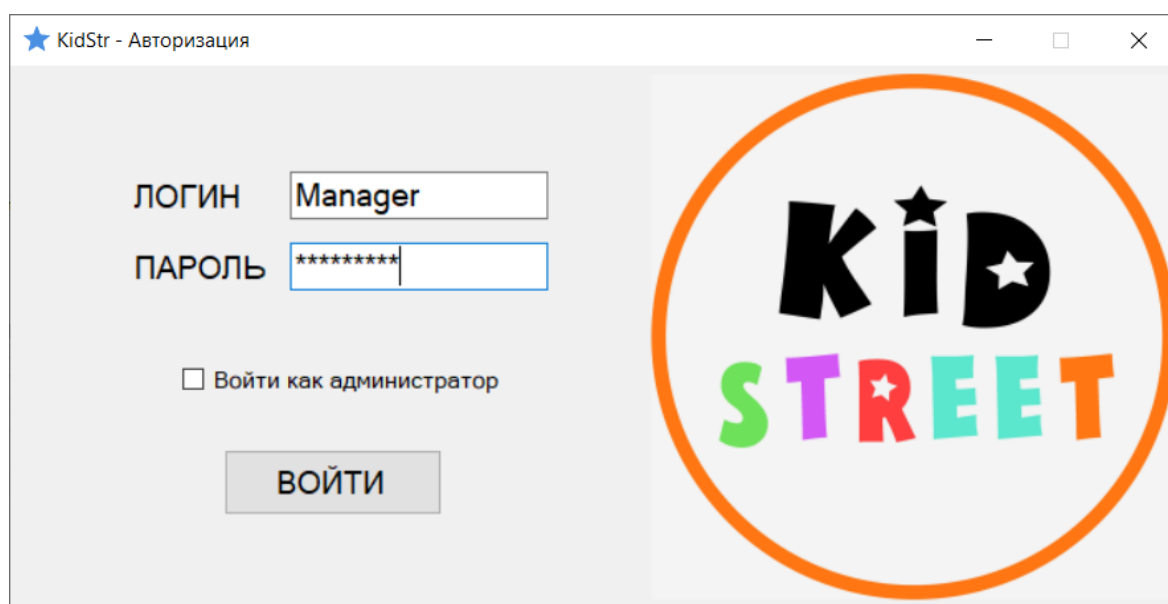 KidStr - Авторизация
ЛОГИН
Manager
ПАРОЛЬ
*********
Войти как администратор
ВОЙТИ
KiD
STREET